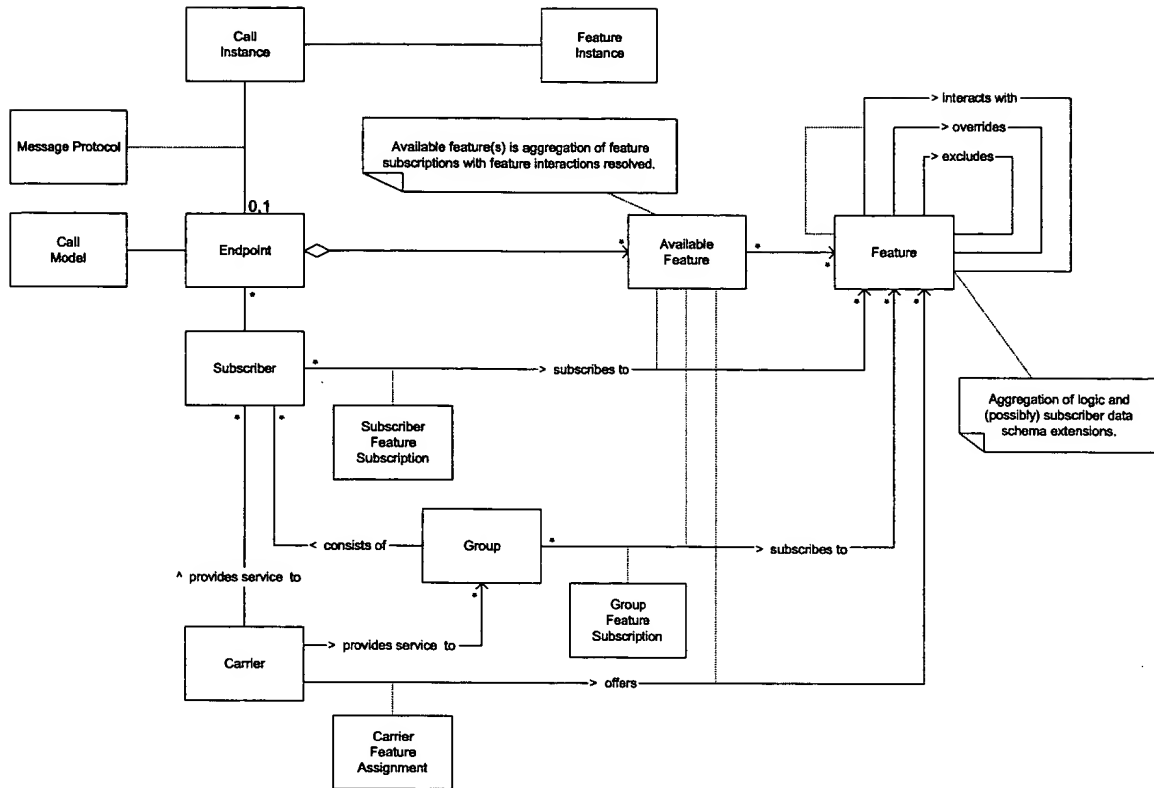 Call
Instance
Feature
Instance
> interacts with
Message Protocol
> overrides
Available feature(s) is aggregation of feature
subscriptions with feature interactions resolved.
> excludes
0,1
Call
Model
Endpoint
*
Available
Feature
*
*
Feature
*
*
*
*
Subscriber
*
> subscribes to
*
*
Subscriber
Feature
Subscription
Aggregation of logic and
(possibly) subscriber data
schema extensions.
< consists of
Group
*
> subscribes to
^ provides service to
*
Group
Feature
Subscription
> provides service to
Carrier
> offers
Carrier
Feature
Assignment